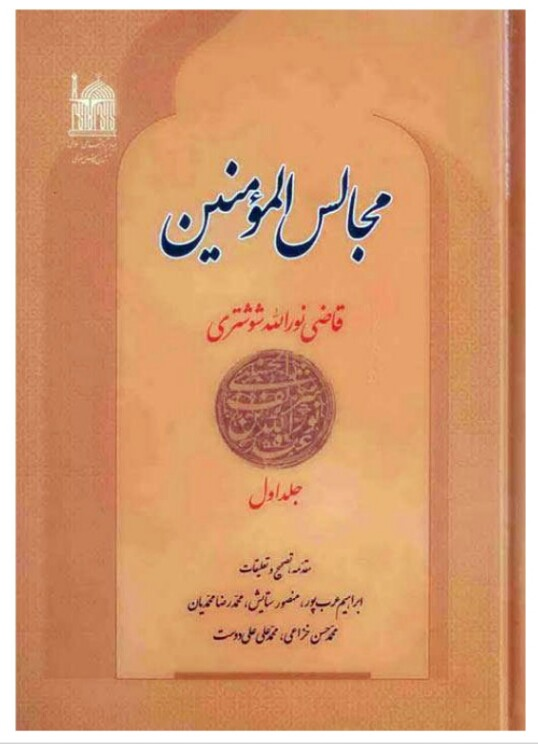 مجالس المؤمنین
قاضی نورالله شوشتری
جلد اول
مقدمه، تصحیح و تعلیقات
ابراهیم عرب‌پور، منصور ستایش، محمدرضا محمدیان
محمدحسن خزاعی، محمدعلی علی‌دوست